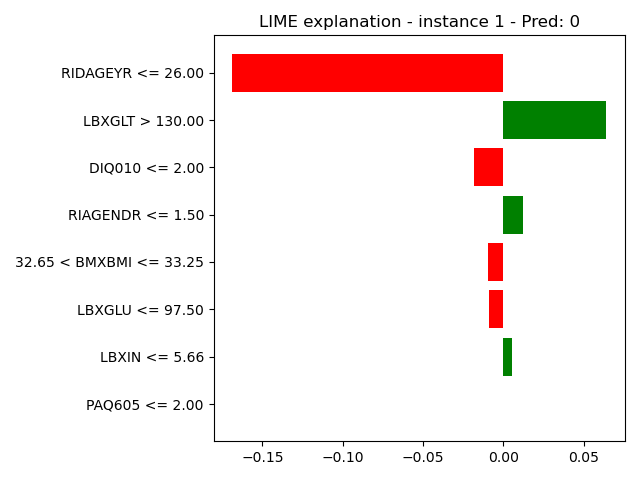 LIME explanation - instance 1 - Pred: 0
RIDAGEYR <= 26.00
LBXGLT > 130.00
DIQ010 <= 2.00
RIAGENDR <= 1.50
32.65 < BMXBMI <= 33.25
LBXGLU <= 97.50
LBXIN <= 5.66
PAQ605 <= 2.00
−0.15 −0.10 −0.05 0.00 0.05